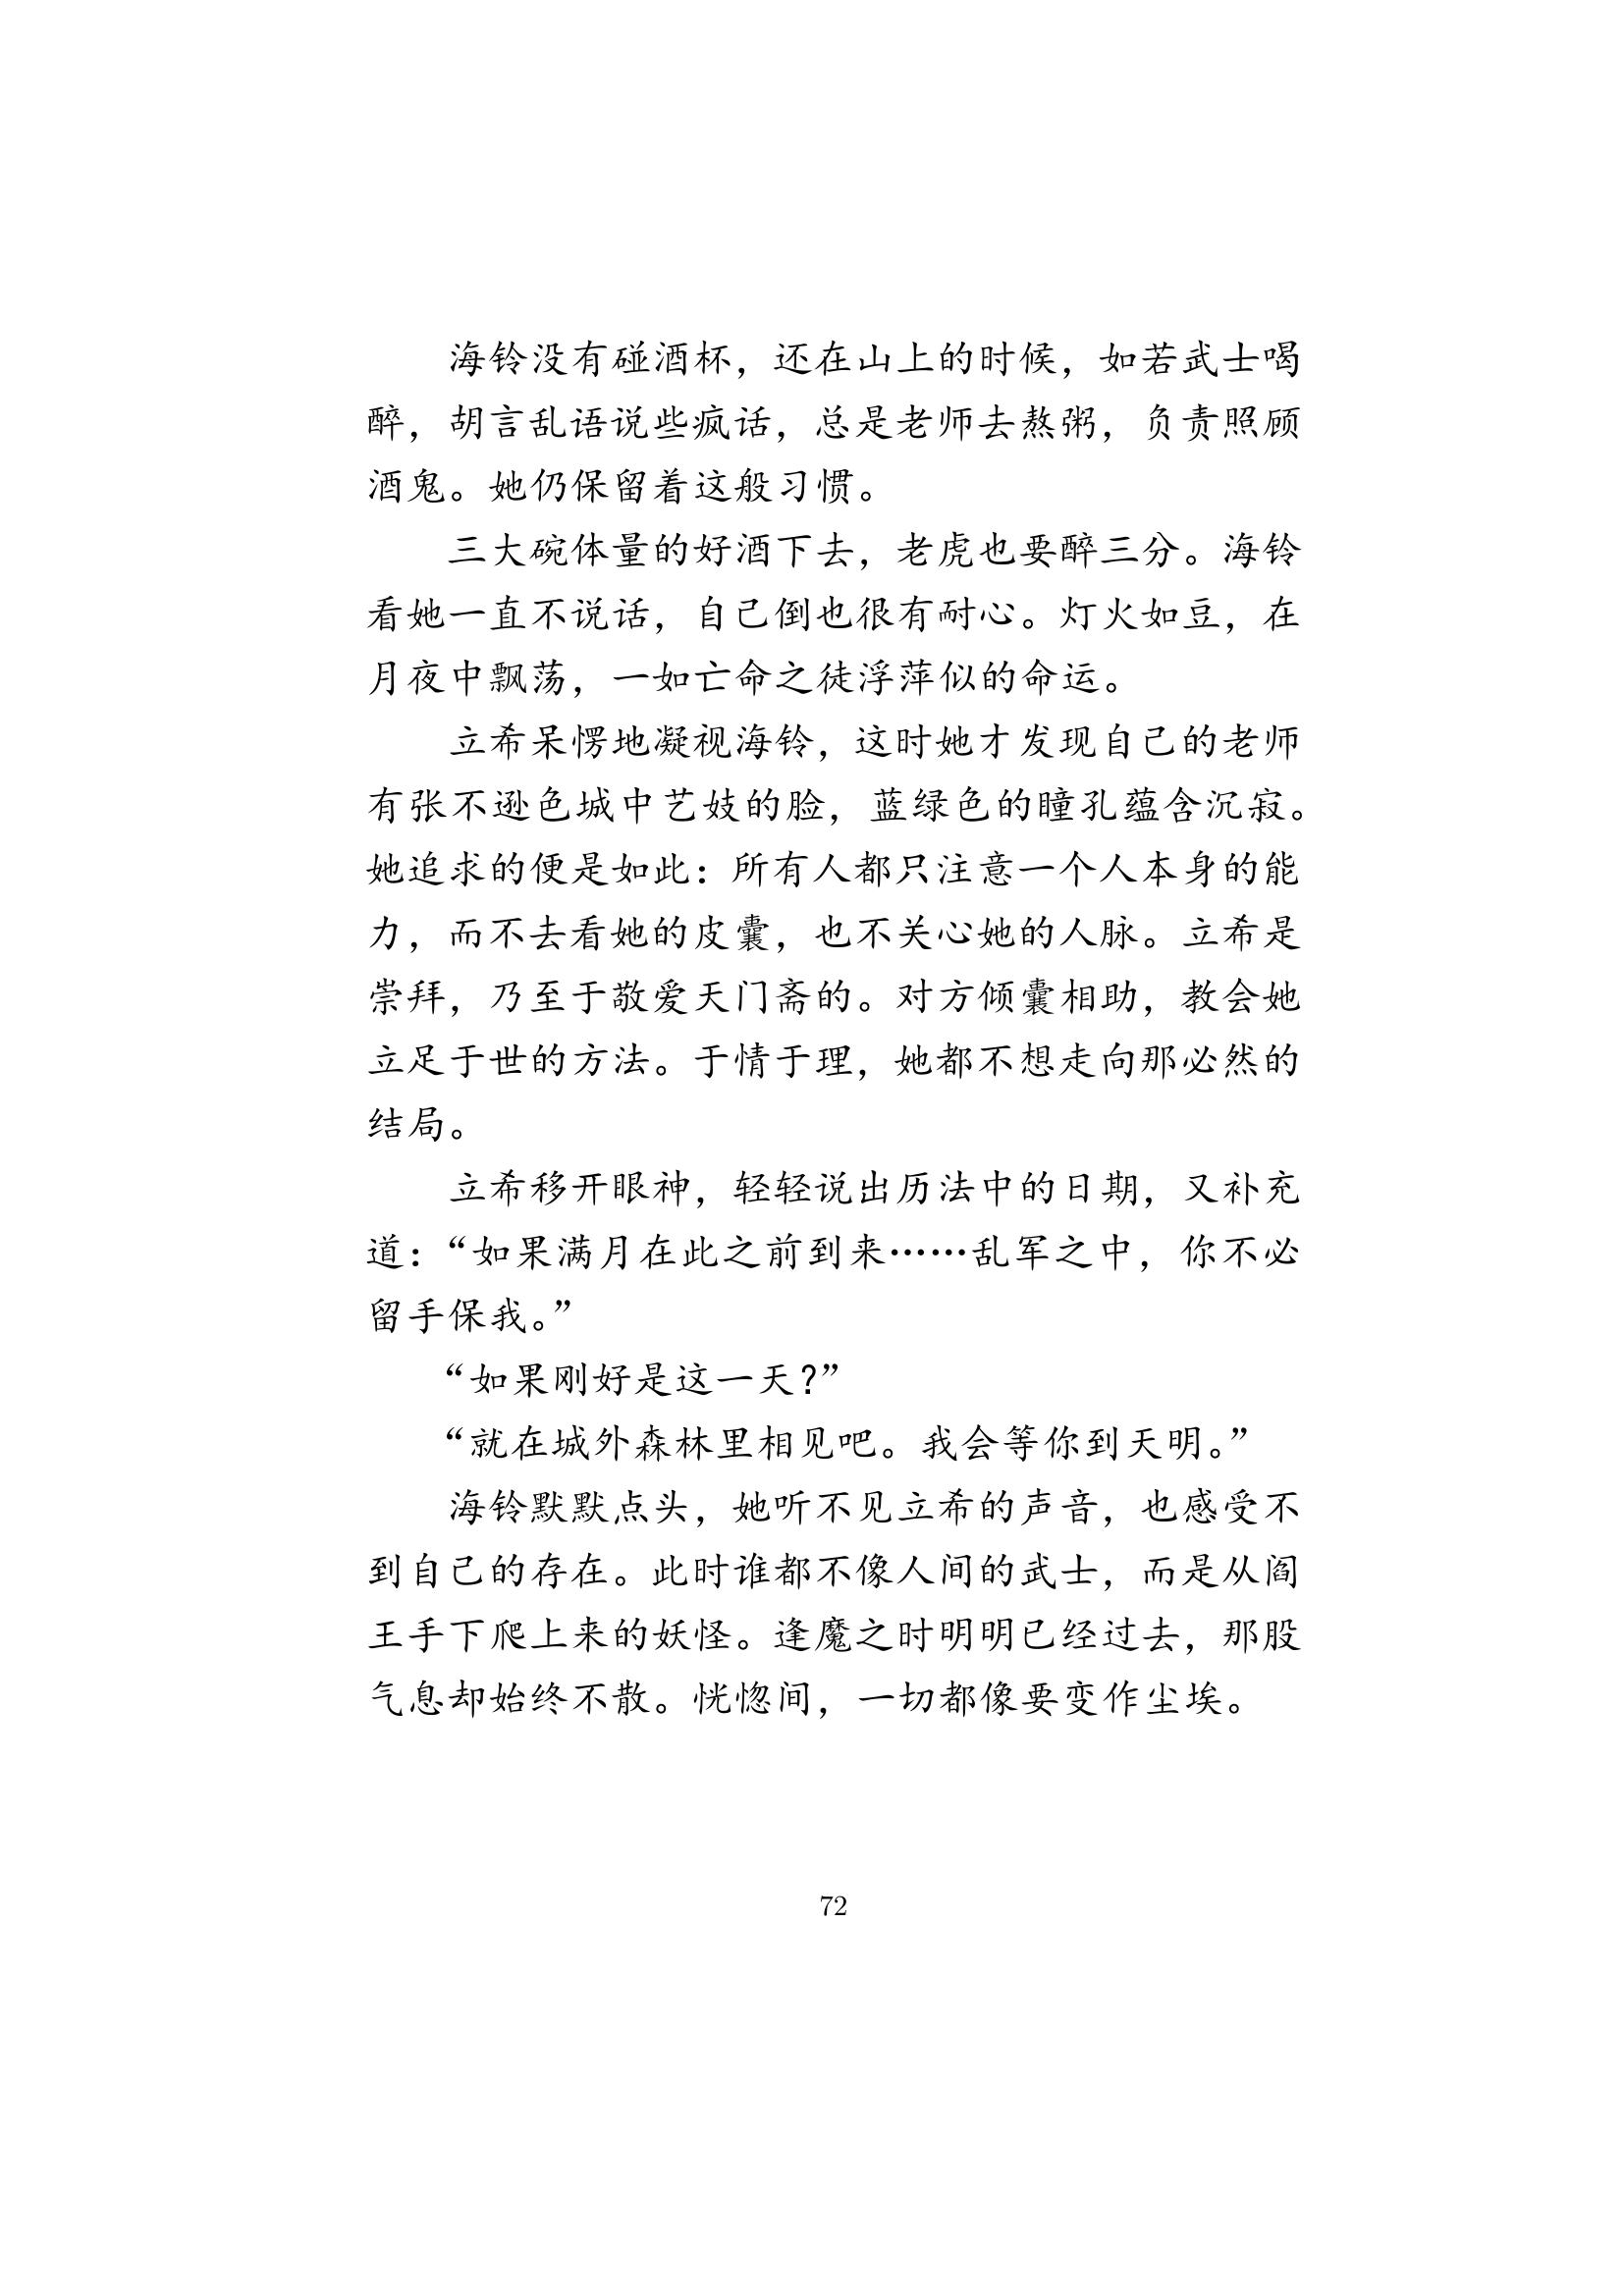 海铃没有碰酒杯，还在山上的时候，如若武士喝
醉，胡言乱语说些疯话，总是老师去熬粥，负责照顾
酒鬼。她仍保留着这般习惯。
三大碗体量的好酒下去，老虎也要醉三分。海铃
看她一直不说话，自己倒也很有耐心。灯火如豆，在
月夜中飘荡，一如亡命之徒浮萍似的命运。
立希呆愣地凝视海铃，这时她才发现自己的老师
有张不逊色城中艺妓的脸，蓝绿色的瞳孔蕴含沉寂。
她追求的便是如此：所有人都只注意一个人本身的能
力，而不去看她的皮囊，也不关心她的人脉。立希是
崇拜，乃至于敬爱天门斋的。对方倾囊相助，教会她
立足于世的方法。于情于理，她都不想走向那必然的
结局。
立希移开眼神，轻轻说出历法中的日期，又补充
道：“如果满月在此之前到来……乱军之中，你不必
留手保我。”
“如果刚好是这一天？”
“就在城外森林里相见吧。我会等你到天明。”
海铃默默点头，她听不见立希的声音，也感受不
到自己的存在。此时谁都不像人间的武士，而是从阎
王手下爬上来的妖怪。逢魔之时明明已经过去，那股
气息却始终不散。恍惚间，一切都像要变作尘埃。
72